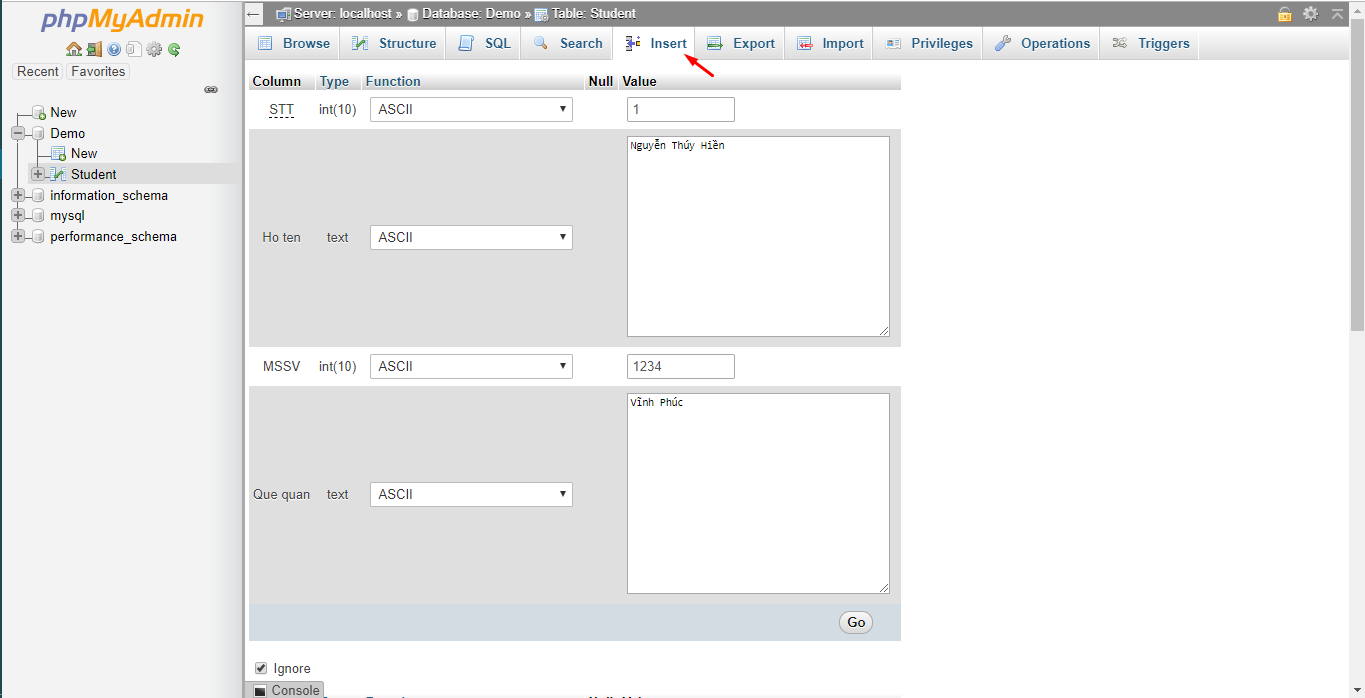 phpMyAdmin
Recent Favorites
New
Demo
New
Student
information_schema
mysql
performance_schema
Server: localhost » Database: Demo » Table: Student
Browse Structure SQL Search Insert Export Import Privileges Operations Triggers
Column Type Function Null Value
STT int(10) ASCII 1
Ho ten text ASCII Nguyễn Thúy Hiền
MSSV int(10) ASCII 1234
Que quan text ASCII Vĩnh Phúc
Go
Ignore
Console